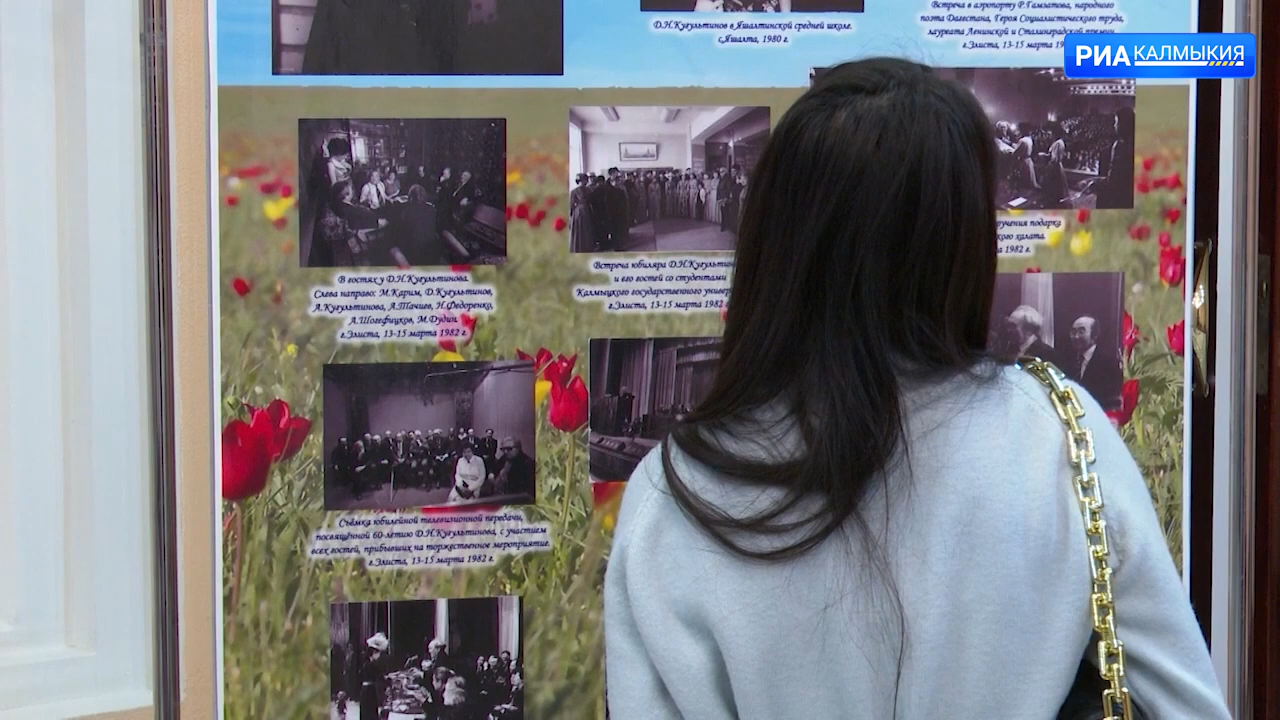 Д.Н.Кугультинов в Яшалтинской средней школе.
с.Яшалта, 1980 г.
Встреча в аэропорту Р.Гамзатова, народного
поэта Дагестана, Героя Социалистического труда,
лауреата Ленинской и Сталинградской премии.
г.Элиста, 13-15 марта
РИА КАЛМЫКИЯ
В гостях у Д.Н.Кугультинова.
Слева направо: М.Карим, Д.Кугультинов,
А.Кугультинова, А.Тачиев, Н.Федоренко,
А.Шогенцуков, М.Дудин.
г.Элиста, 13-15 марта 1982 г.
Встреча юбиляра Д.Н.Кугультинова
и его гостей со студентами
Калмыцкого государственного
г.Элиста, 13-15 марта 1982
вручения подарка
халата.
1982 г.
Съёмка юбилейной телевизионной передачи,
посвящённой 60-летию Д.Н.Кугультинова, с участием
всех гостей, прибывших на торжественное мероприятие.
г.Элиста, 13-15 марта 1982 г.